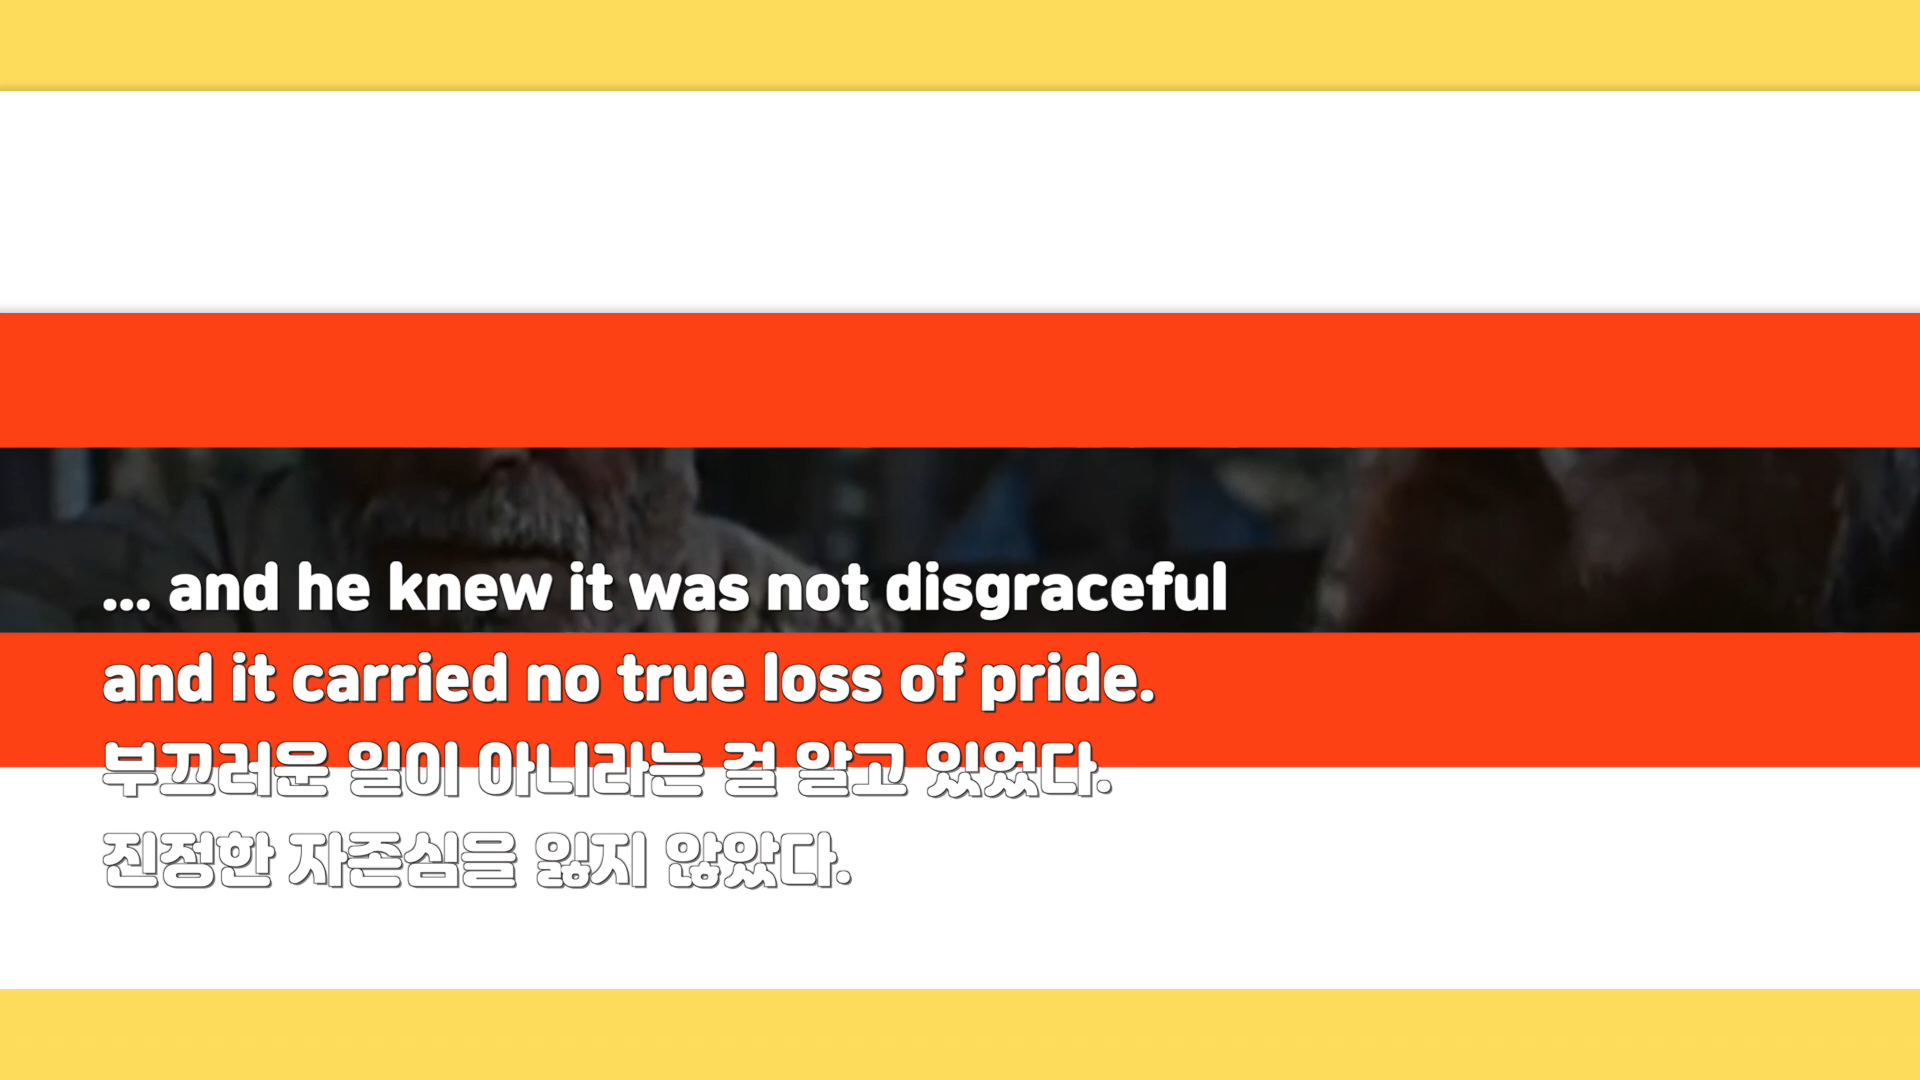 ... and he knew it was not disgraceful
and it carried no true loss of pride.
부끄러운 일이 아니라는 걸 알고 있었다.
진정한 자존심을 잃지 않았다.